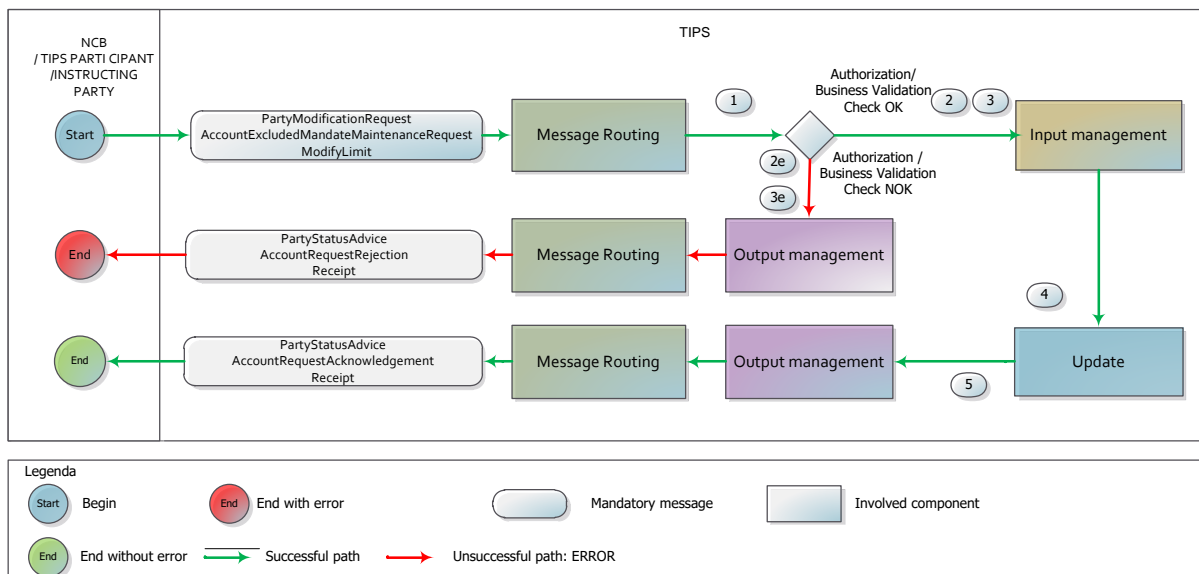 NCB
/ TIPS PARTI CIPANT
/INSTRUCTING
PARTY
TIPS
Start
PartyModificationRequest
AccountExcludedMandateMaintenanceRequest
ModifyLimit
Message Routing
1
Authorization/
Business Validation
Check OK
2
3
Input management
2e
3e
Authorization /
Business Validation
Check NOK
End
PartyStatusAdvice
AccountRequestRejection
Receipt
Message Routing
Output management
4
End
PartyStatusAdvice
AccountRequestAcknowledgement
Receipt
Message Routing
Output management
5
Update
Legenda
Start
Begin
End
End with error
Mandatory message
Involved component
End
End without error
Successful path
Unsuccessful path: ERROR